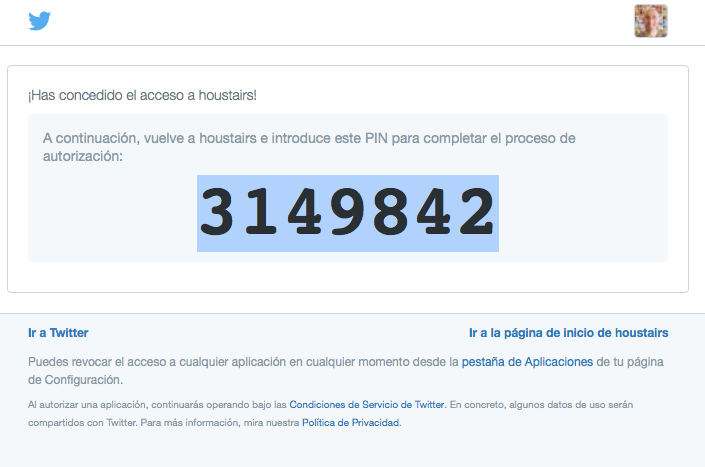 ¡Has concedido el acceso a houstairs!
A continuación, vuelve a houstairs e introduce este PIN para completar el proceso de
autorización:
3149842
Ir a Twitter
Ir a la página de inicio de houstairs
Puedes revocar el acceso a cualquier aplicación en cualquier momento desde la pestaña de Aplicaciones de tu página
de Configuración.
Al autorizar una aplicación, continuarás operando bajo las Condiciones de Servicio de Twitter. En concreto, algunos datos de uso serán
compartidos con Twitter. Para más información, mira nuestra Política de Privacidad.